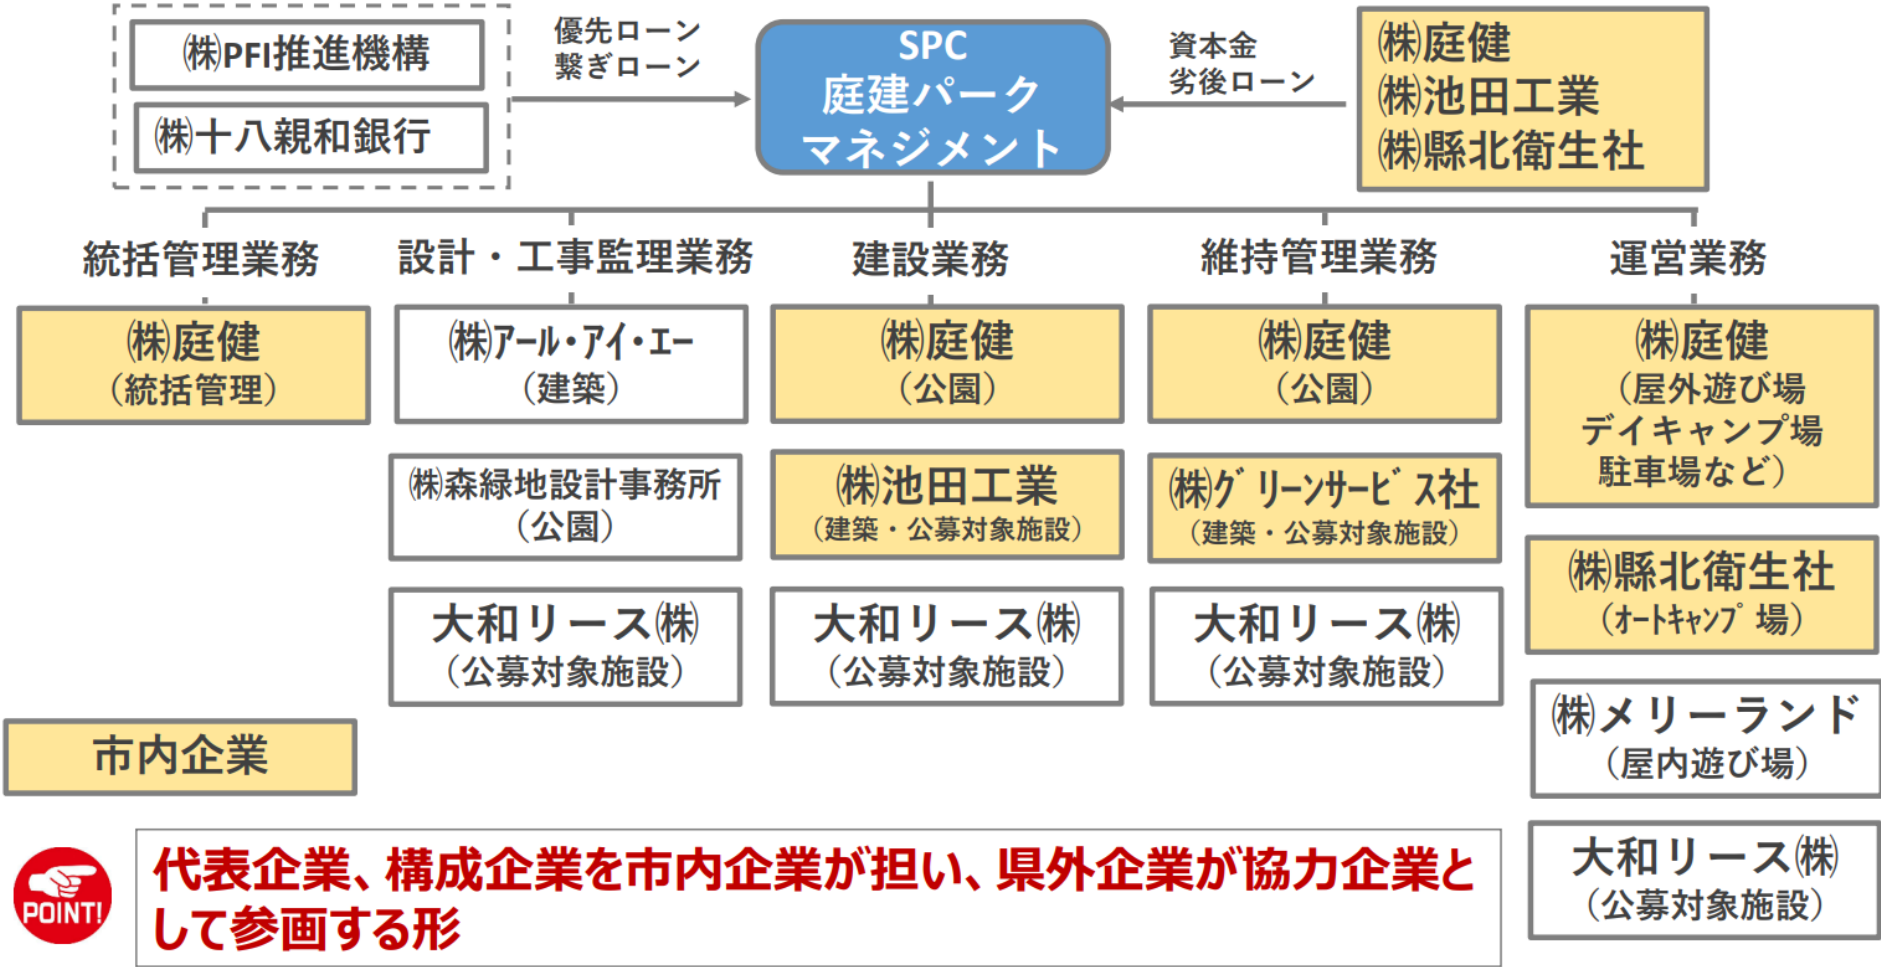 ㈱PFI推進機構
㈱十八親和銀行
優先ローン
繋ぎローン
SPC
庭建パーク
マネジメント
資本金
劣後ローン
㈱庭健
㈱池田工業
㈱縣北衛生社
統括管理業務
㈱庭健
（統括管理）
設計・工事監理業務
㈱ｱｰﾙ・ｱｲ・ｴｰ
（建築）
㈱森緑地設計事務所
（公園）
大和リース㈱
（公募対象施設）
建設業務
㈱庭健
（公園）
㈱池田工業
（建築・公募対象施設）
大和リース㈱
（公募対象施設）
維持管理業務
㈱庭健
（公園）
㈱ｸﾞﾘｰﾝｻｰﾋﾞｽ社
（建築・公募対象施設）
大和リース㈱
（公募対象施設）
運営業務
㈱庭健
（屋外遊び場
デイキャンプ場
駐車場など）
㈱縣北衛生社
（ｵｰﾄｷｬﾝﾌﾟ場）
㈱メリーランド
（屋内遊び場）
大和リース㈱
（公募対象施設）
市内企業
POINT!
代表企業、構成企業を市内企業が担い、県外企業が協力企業と
して参画する形